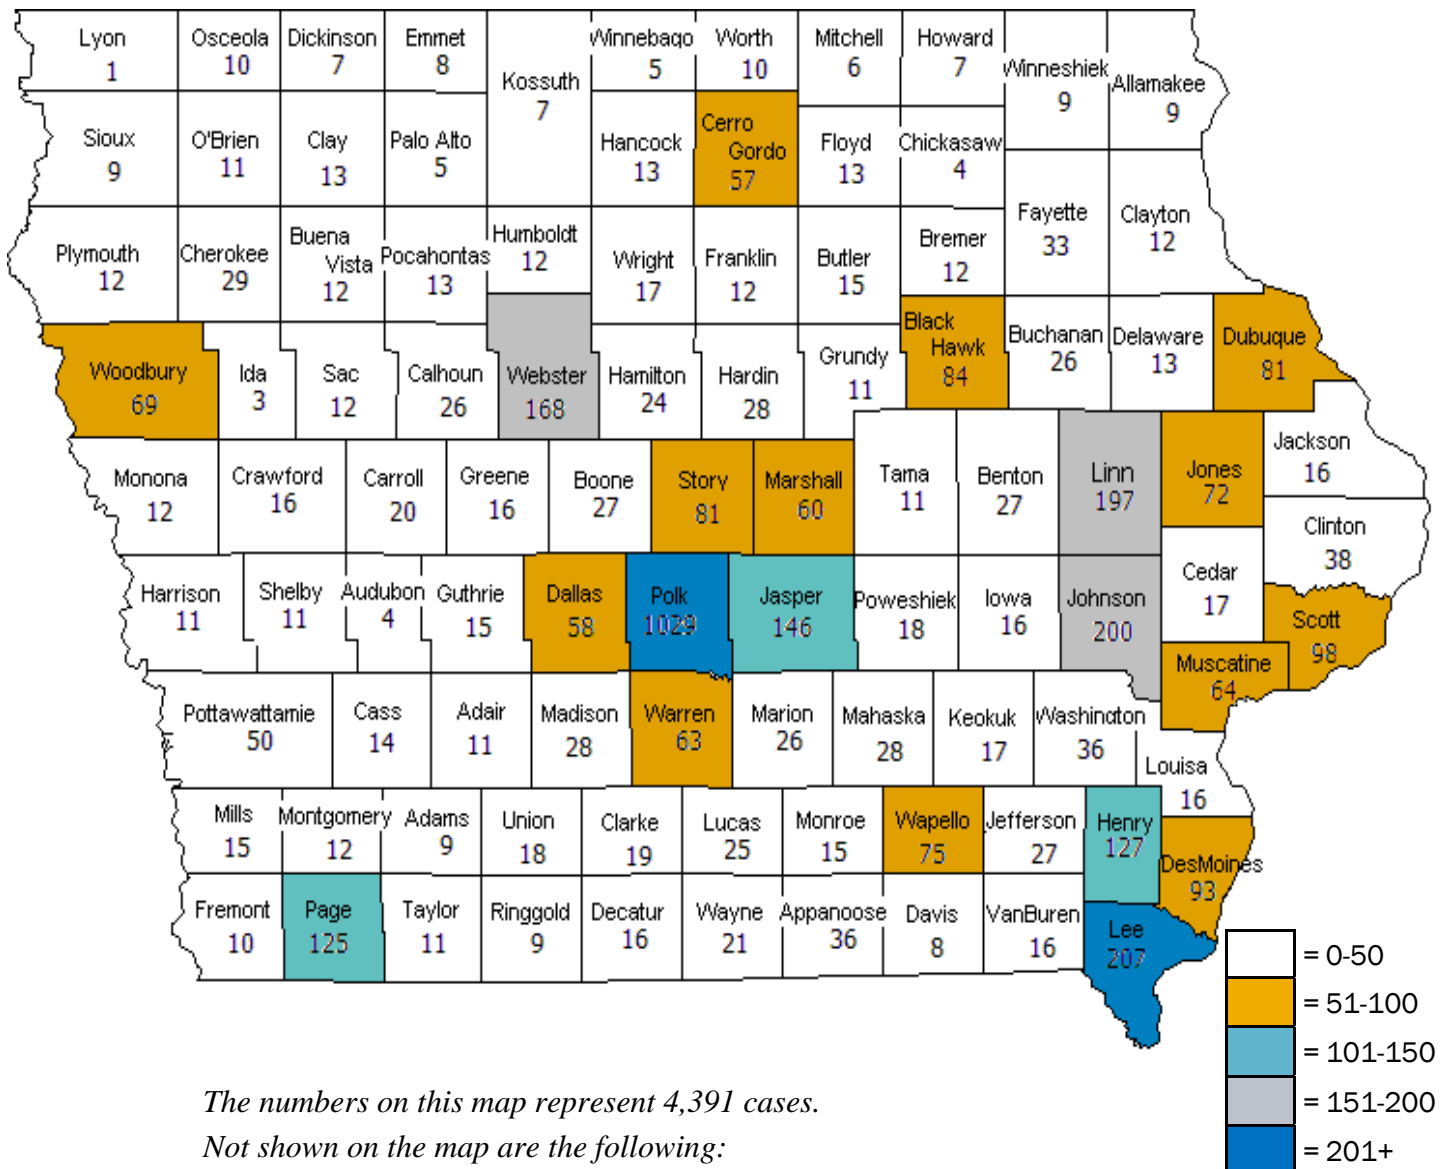 Lyon
1
Osceola
10
Dickinson
7
Emmet
8
Kossuth
7
Winnebago
5
Worth
10
Mitchell
6
Howard
7
Winneshiek
9
Allamakee
9
Sioux
9
O'Brien
11
Clay
13
Palo Alto
5
Hancock
13
Cerro
Gordo
57
Floyd
13
Chickasaw
4
Fayette
33
Clayton
12
Plymouth
12
Cherokee
29
Buena
Vista
12
Pocahontas
13
Humboldt
12
Wright
17
Franklin
12
Butler
15
Bremer
12
Woodbury
69
Ida
3
Sac
12
Calhoun
26
Webster
168
Hamilton
24
Hardin
28
Grundy
11
Black
Hawk
84
Buchanan
26
Delaware
13
Dubuque
81
Monona
12
Crawford
16
Carroll
20
Greene
16
Boone
27
Story
81
Marshall
60
Tama
11
Benton
27
Linn
197
Jones
72
Jackson
16
Clinton
38
Harrison
11
Shelby
11
Audubon
4
Guthrie
15
Dallas
58
Polk
1029
Jasper
146
Poweshiek
18
Iowa
16
Johnson
200
Cedar
17
Scott
98
Muscatine
64
Pottawattamie
50
Cass
14
Adair
11
Madison
28
Warren
63
Marion
26
Mahaska
28
Keokuk
17
Washington
36
Louisa
16
Mills
15
Montgomery
12
Adams
9
Union
18
Clarke
19
Lucas
25
Monroe
15
Wapello
75
Jefferson
27
Henry
127
DesMoines
93
Fremont
10
Page
125
Taylor
11
Ringgold
9
Decatur
16
Wayne
21
Appanoose
36
Davis
8
VanBuren
16
Lee
207
= 0-50
= 51-100
= 101-150
= 151-200
= 201+
The numbers on this map represent 4,391 cases.
Not shown on the map are the following: